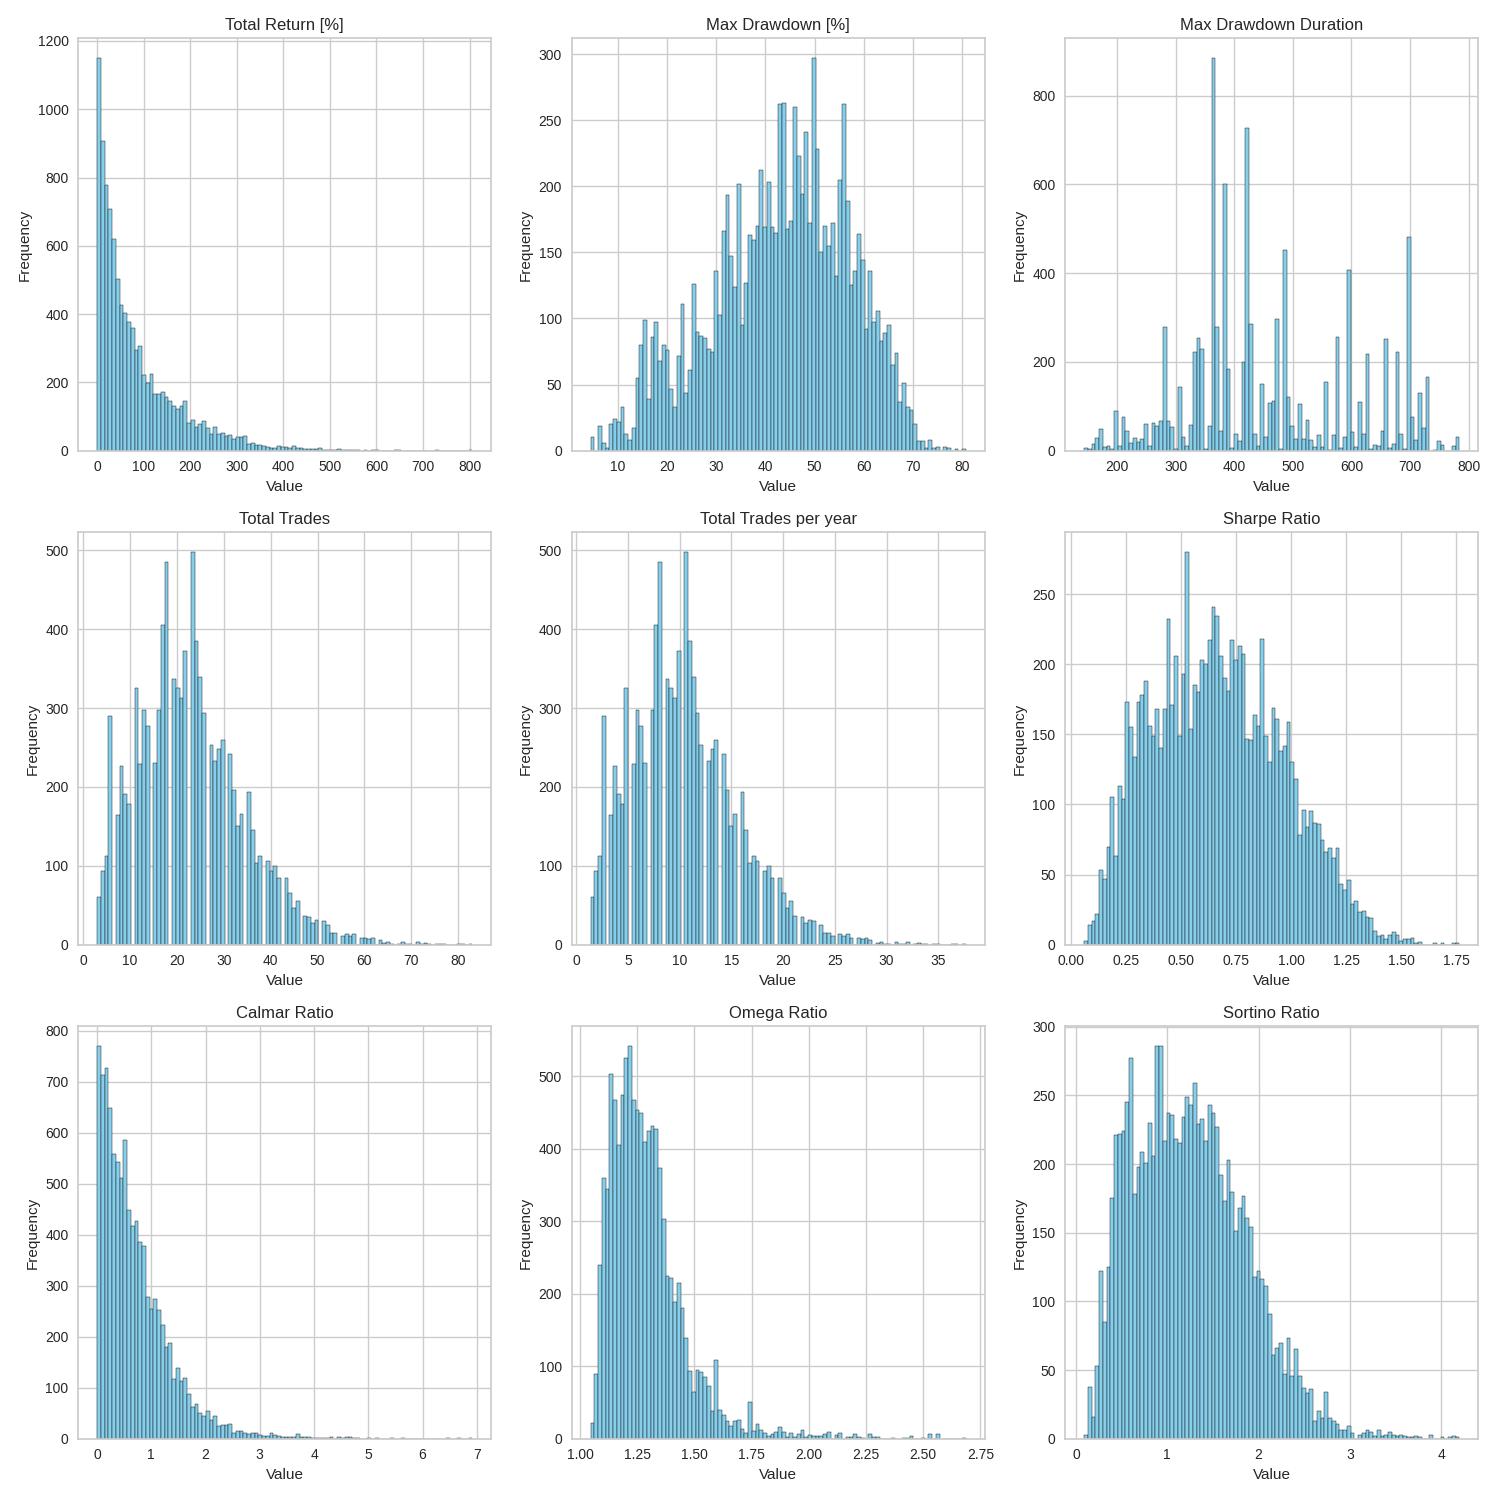 Total Return [%]
Max Drawdown [%]
Max Drawdown Duration
1200
1000
800
600
400
200
0
Frequency
0 100 200 300 400 500 600 700 800
Value
300
250
200
150
100
50
0
Frequency
10 20 30 40 50 60 70 80
Value
800
600
400
200
0
Frequency
200 300 400 500 600 700 800
Value
Total Trades
Total Trades per year
Sharpe Ratio
500
400
300
200
100
0
Frequency
0 10 20 30 40 50 60 70 80
Value
500
400
300
200
100
0
Frequency
0 5 10 15 20 25 30 35
Value
250
200
150
100
50
0
Frequency
0.00 0.25 0.50 0.75 1.00 1.25 1.50 1.75
Value
Calmar Ratio
Omega Ratio
Sortino Ratio
800
700
600
500
400
300
200
100
0
Frequency
0 1 2 3 4 5 6 7
Value
500
400
300
200
100
0
Frequency
1.00 1.25 1.50 1.75 2.00 2.25 2.50 2.75
Value
300
250
200
150
100
50
0
Frequency
0 1 2 3 4
Value